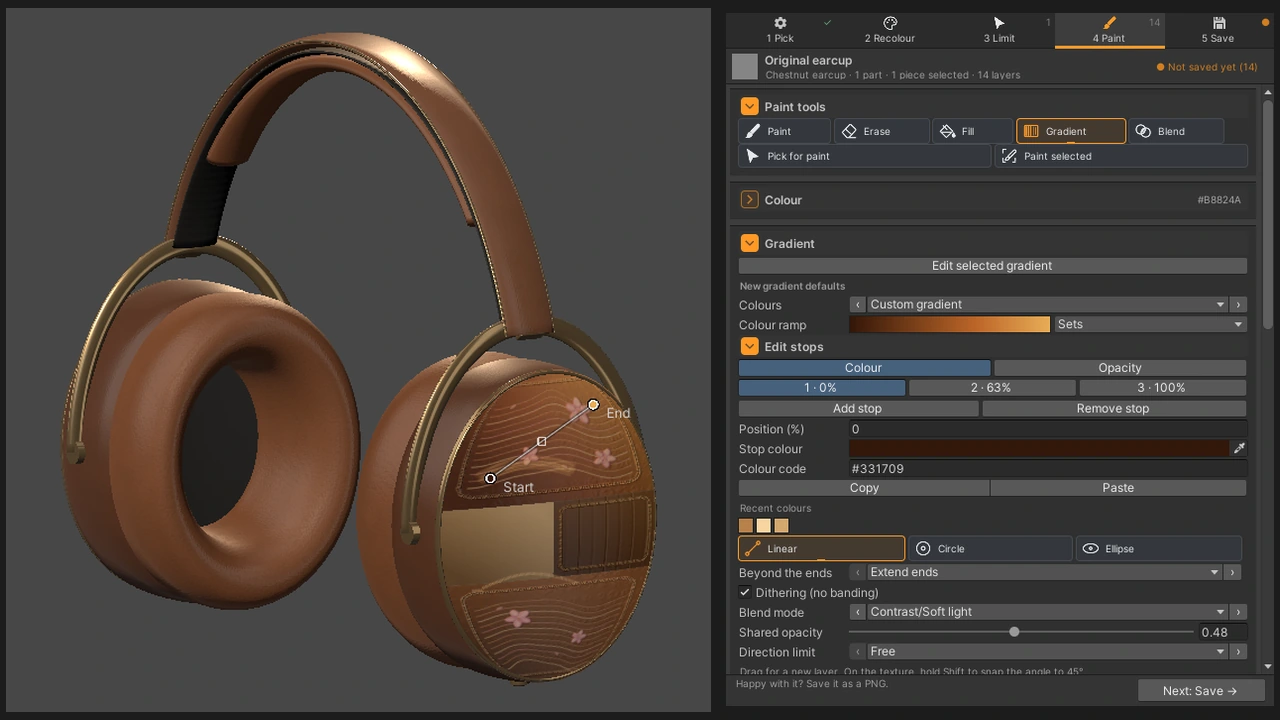 1 Pick
2 Recolour
1
3 Limit
14
4 Paint
5 Save
Original earcup
Chestnut earcup · 1 part · 1 piece selected · 14 layers
Not saved yet (14)
Paint tools
Paint
Erase
Fill
Gradient
Blend
Pick for paint
Paint selected
Colour
#B8824A
Gradient
Edit selected gradient
New gradient defaults
Colours
Custom gradient
Colour ramp
Sets
Edit stops
Colour
Opacity
1 · 0%
2 · 63%
3 · 100%
Add stop
Remove stop
Position (%)
0
Stop colour
Colour code
#331709
Copy
Paste
Recent colours
Linear
Circle
Ellipse
Beyond the ends
Extend ends
Dithering (no banding)
Blend mode
Contrast/Soft light
Shared opacity
0.48
Direction limit
Free
Drag for a new layer. On the texture, hold Shift to snap the angle to 45°
Happy with it? Save it as a PNG.
Next: Save →
End
Start